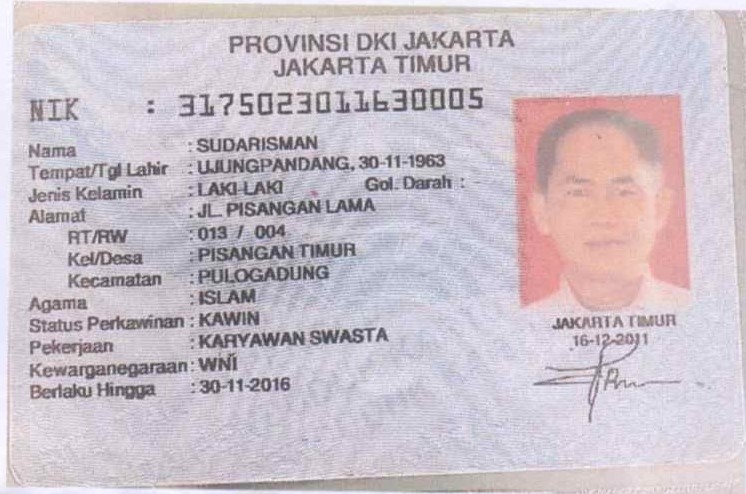 PROVINSI DKI JAKARTA
JAKARTA TIMUR
NIK : 3175023011630005
Nama : SUDARISMAN
Tempat/Tgl Lahir : UJUNGPANDANG, 30-11-1963
Jenis Kelamin : LAKI-LAKI Gol. Darah : -
Alamat : JL. PISANGAN LAMA
RT/RW : 013 / 004
Kel/Desa : PISANGAN TIMUR
Kecamatan : PULOGADUNG
Agama : ISLAM
Status Perkawinan : KAWIN
Pekerjaan : KARYAWAN SWASTA
Kewarganegaraan : WNI
Berlaku Hingga : 30-11-2016
JAKARTA TIMUR
16-12-2011